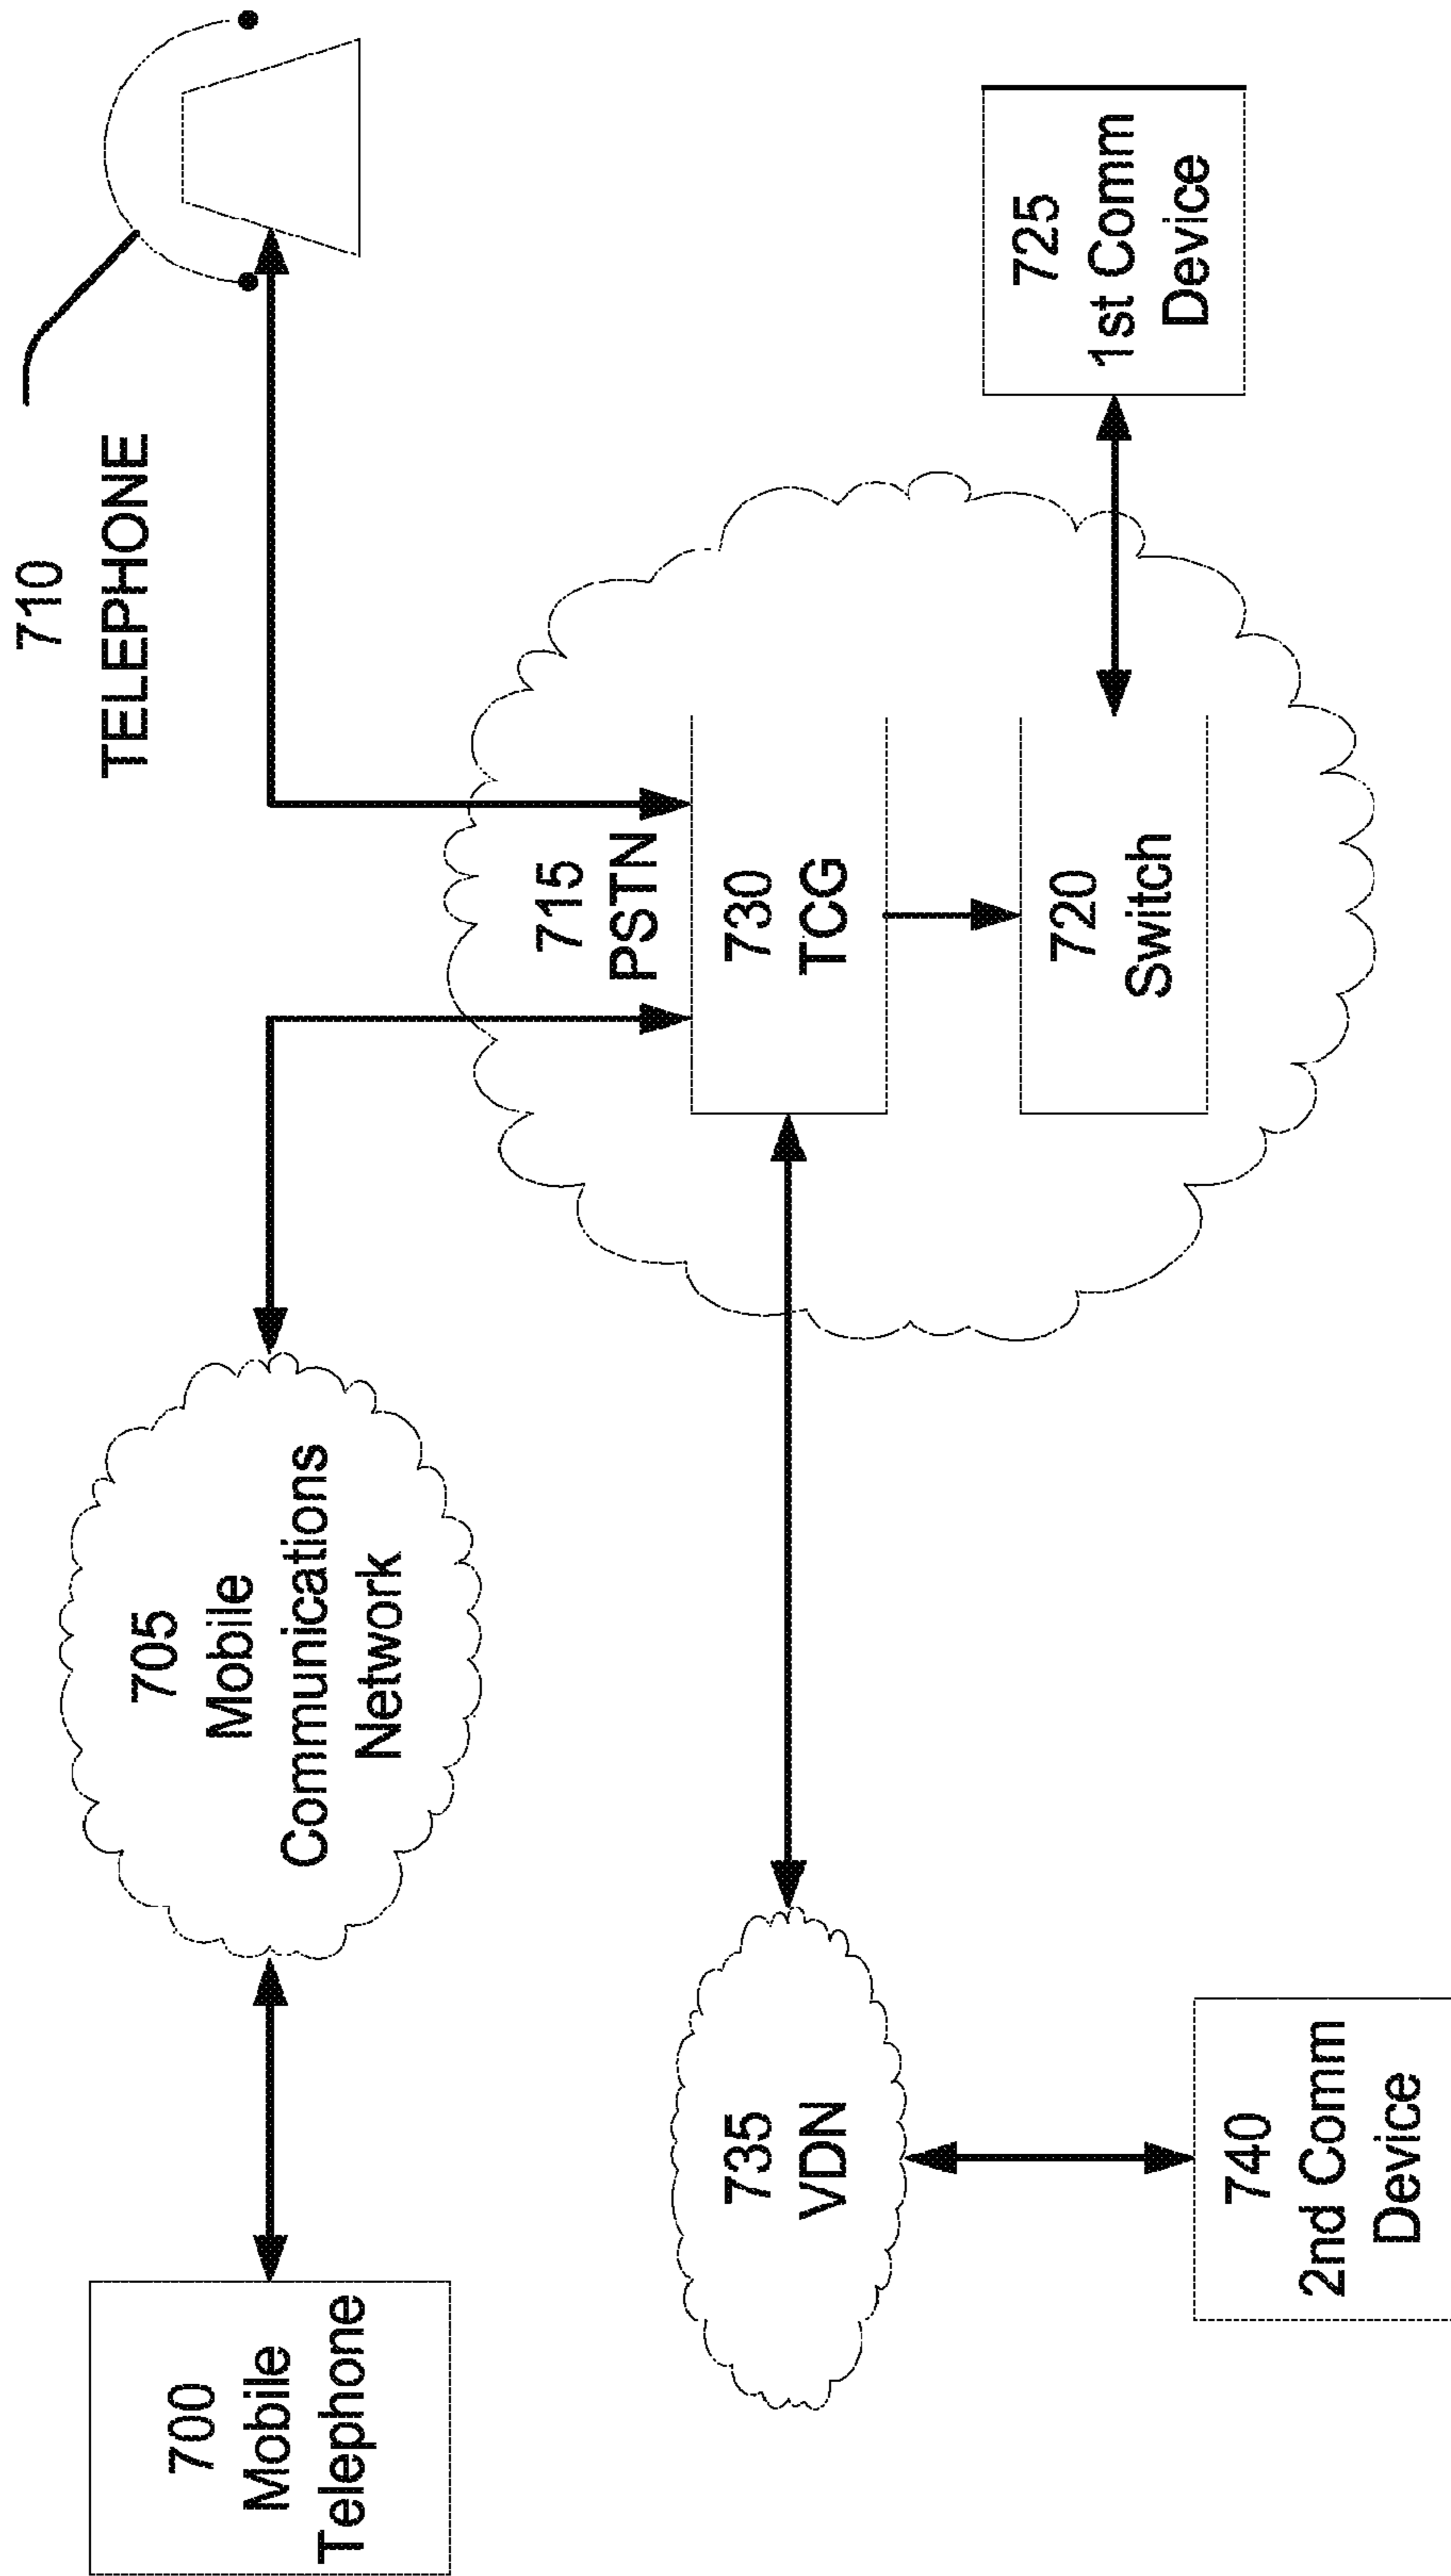 710
TELEPHONE
700
Mobile
Telephone
705
Mobile
Communications
Network
715
PSTN
730
TCG
720
Switch
725
1st Comm
Device
735
VDN
740
2nd Comm
Device